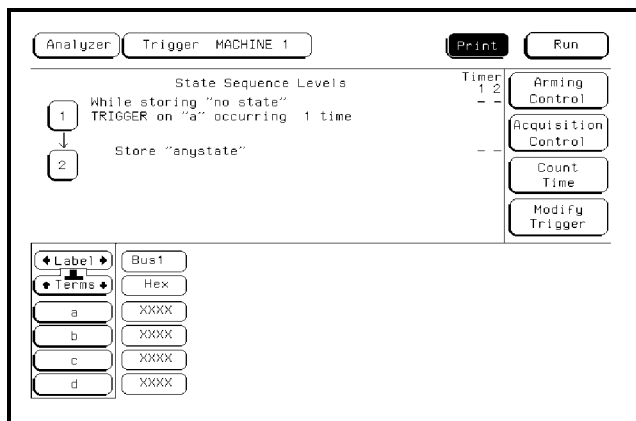 Analyzer Trigger MACHINE 1 Print Run
State Sequence Levels
Timer
1 2
1
While storing "no state"
TRIGGER on "a" occurring 1 time
- -
2
Store "anystate"
- -
Arming
Control
Acquisition
Control
Count
Time
Modify
Trigger
Label Bus1
Terms Hex
a XXXX
b XXXX
c XXXX
d XXXX